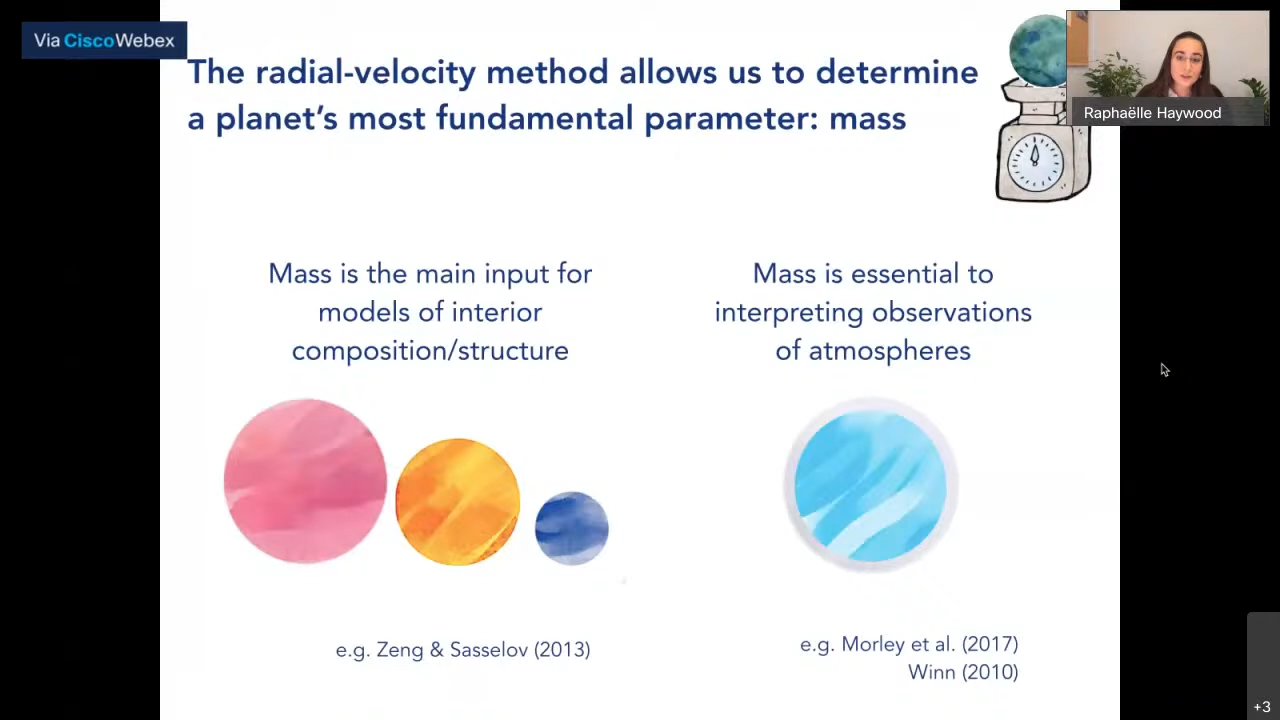 Via CiscoWebex
The radial-velocity method allows us to determine
a planet's most fundamental parameter: mass
Raphaëlle Haywood
Mass is the main input for
models of interior
composition/structure
Mass is essential to
interpreting observations
of atmospheres
e.g. Zeng & Sasselov (2013)
e.g. Morley et al. (2017)
Winn (2010)
+3